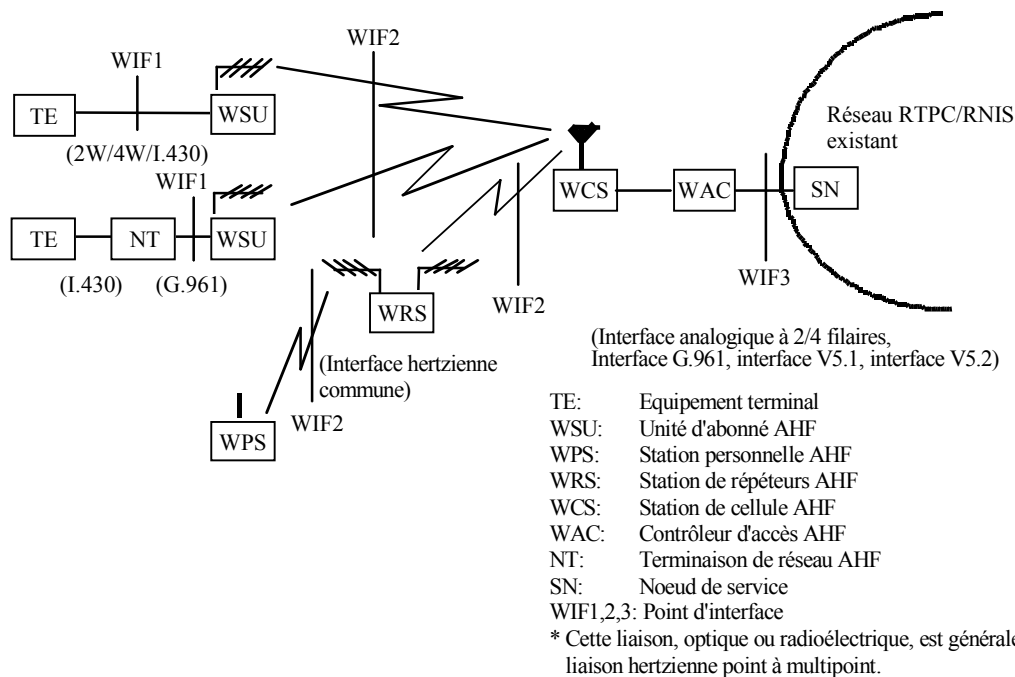 WIF2
WIF1
TE
WSU
(2W/4W/I.430)
WIF1
TE
NT
WSU
(I.430)
(G.961)
WCS
WAC
SN
Réseau RTPC/RNIS
existant
WIF3
WIF2
WRS
(Interface hertzienne
commune)
WIF2
WPS
(Interface analogique à 2/4 filaires,
Interface G.961, interface V5.1, interface V5.2)
TE: Equipement terminal
WSU: Unité d'abonné AHF
WPS: Station personnelle AHF
WRS: Station de répéteurs AHF
WCS: Station de cellule AHF
WAC: Contrôleur d'accès AHF
NT: Terminaison de réseau AHF
SN: Noeud de service
WIF1,2,3: Point d'interface
* Cette liaison, optique ou radioélectrique, est générale
liaison hertzienne point à multipoint.